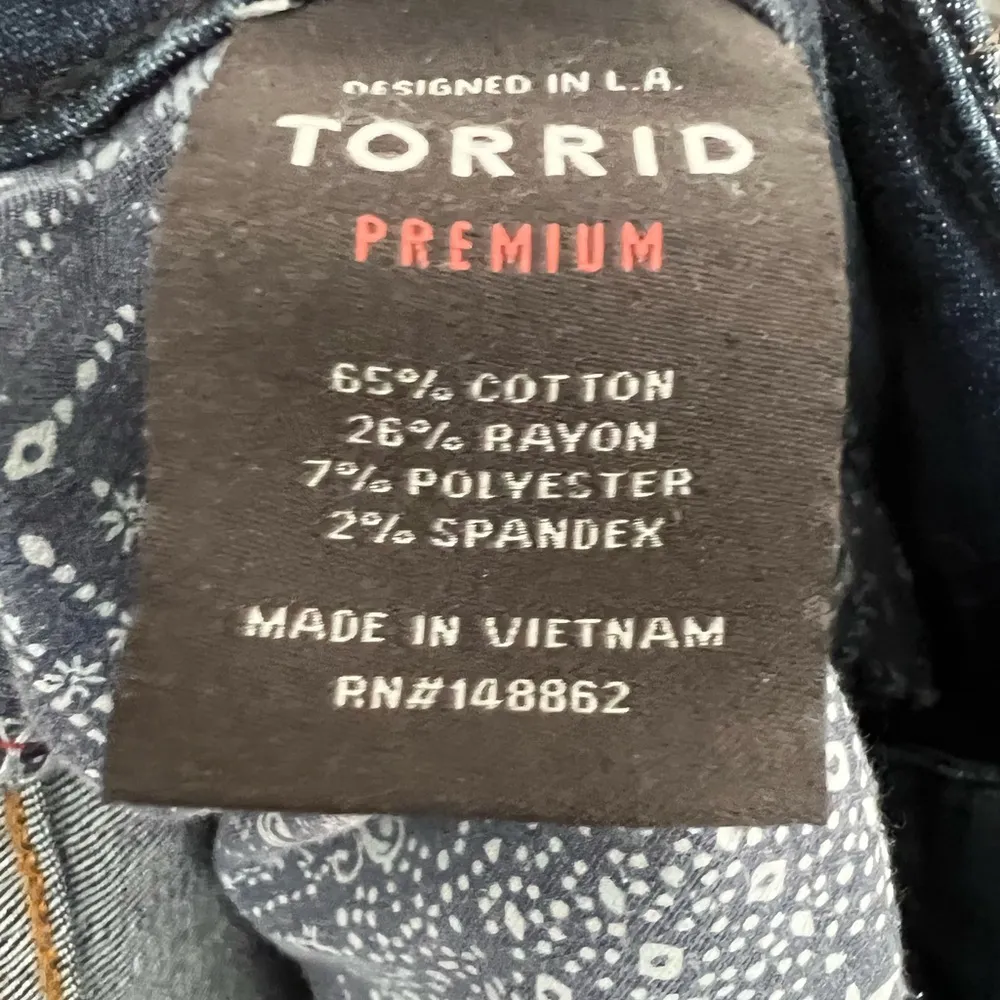 DESIGNED IN L.A.
TORRID
PREMIUM
65% COTTON
26% RAYON
7% POLYESTER
2% SPANDEX
MADE IN VIETNAM
RN#148862